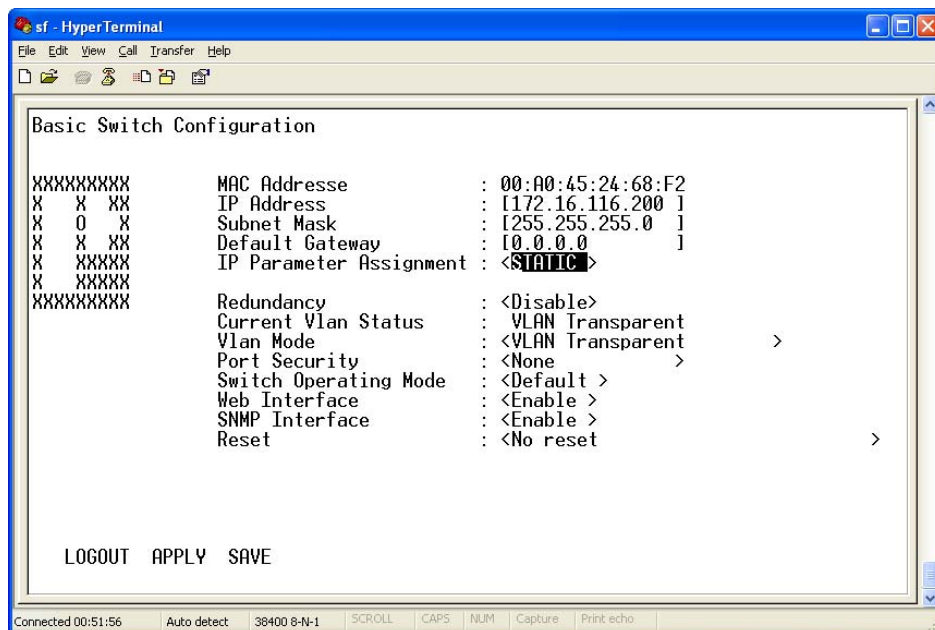 sf - HyperTerminal
File Edit View Call Transfer Help
Basic Switch Configuration
XXXXXXXXX MAC Addresse : 00:A0:45:24:68:F2
X X XX IP Address : [172.16.116.200 ]
X O X Subnet Mask : [255.255.255.0 ]
X X XX Default Gateway : [0.0.0.0 ]
X XXXXX IP Parameter Assignment : <STATIC >
X XXXXX
XXXXXXXXX Redundancy : <Disable>
Current Vlan Status : VLAN Transparent
Vlan Mode : <VLAN Transparent >
Port Security : <None >
Switch Operating Mode : <Default >
Web Interface : <Enable >
SNMP Interface : <Enable >
Reset : <No reset >
LOGOUT APPLY SAVE
Connected 00:51:56 Auto detect 38400 8-N-1 SCROLL CAPS NUM Capture Print echo